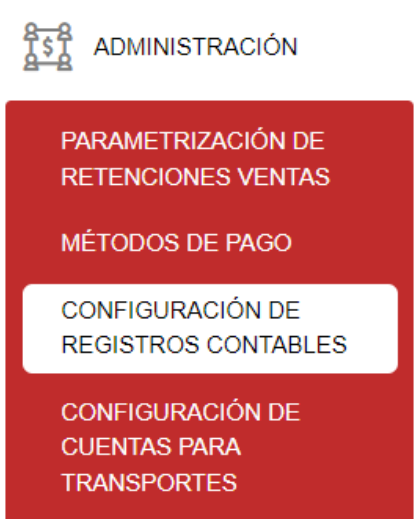 ADMINISTRACIÓN
PARAMETRIZACIÓN DE
RETENCIONES VENTAS
MÉTODOS DE PAGO
CONFIGURACIÓN DE
REGISTROS CONTABLES
CONFIGURACIÓN DE
CUENTAS PARA
TRANSPORTES